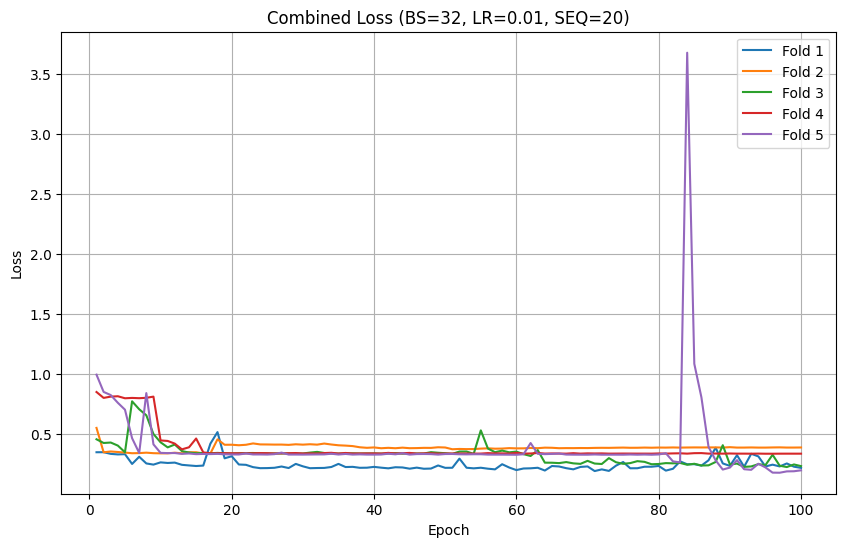 Combined Loss (BS=32, LR=0.01, SEQ=20)
Fold 1
Fold 2
Fold 3
Fold 4
Fold 5
Loss
3.5
3.0
2.5
2.0
1.5
1.0
0.5
0 20 40 60 80 100
Epoch